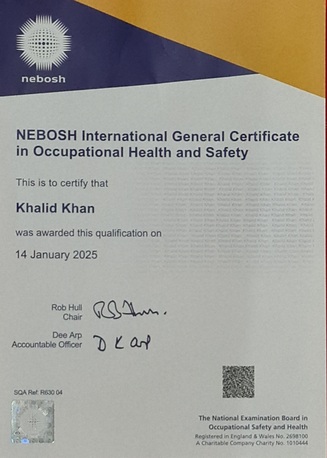 nebosh
NEBOSH International General Certificate
in Occupational Health and Safety
This is to certify that
Khalid Khan
was awarded this qualification on
14 January 2025
Rob Hull
Chair
Dee Arp
Accountable Officer
D K Arp
SQA Ref: R630 04
The National Examination Board in
Occupational Safety and Health
Registered in England & Wales No. 2698100
A Charitable Company Charity No. 1010444